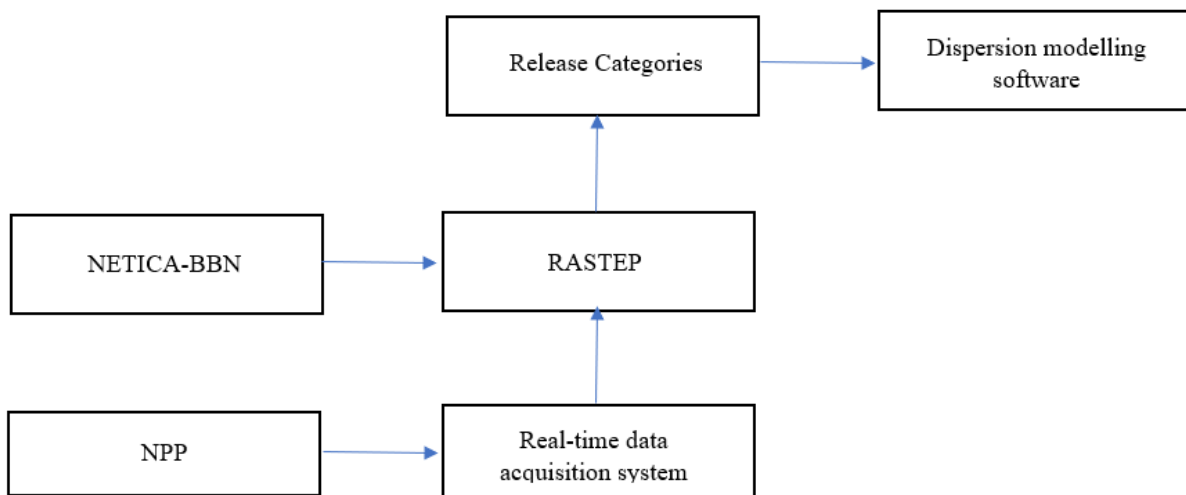 Release Categories
Dispersion modelling
software
NETICA-BBN
RASTEP
NPP
Real-time data
acquisition system